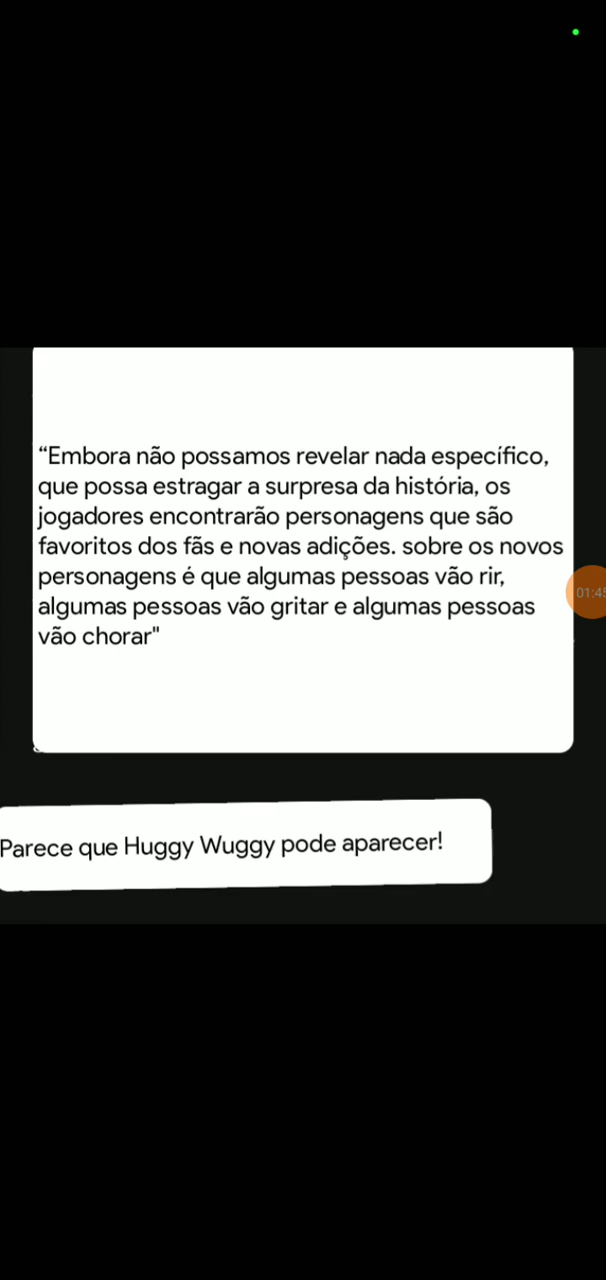 “Embora não possamos revelar nada específico,
que possa estragar a surpresa da história, os
jogadores encontrarão personagens que são
favoritos dos fãs e novas adições. sobre os novos
personagens é que algumas pessoas vão rir,
algumas pessoas vão gritar e algumas pessoas
vão chorar"
01:45
Parece que Huggy Wuggy pode aparecer!